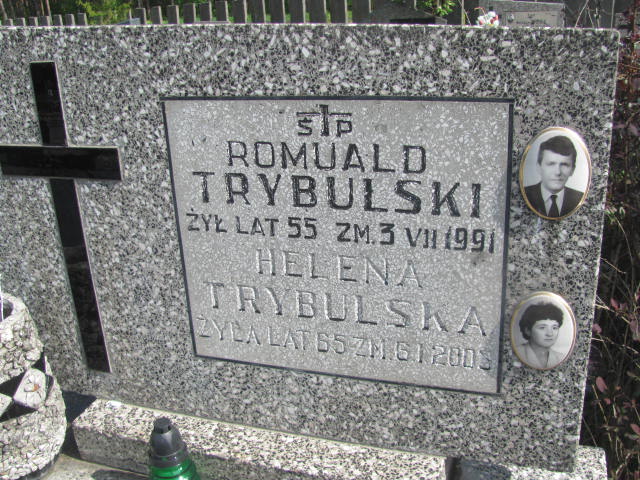 ŚP
ROMUALD
TRYBULSKI
ŻYŁ LAT 55 ZM. 3 VII 1991
HELENA
TRYBULSKA
ŻYŁA LAT 65 ZM. 6 I 2003